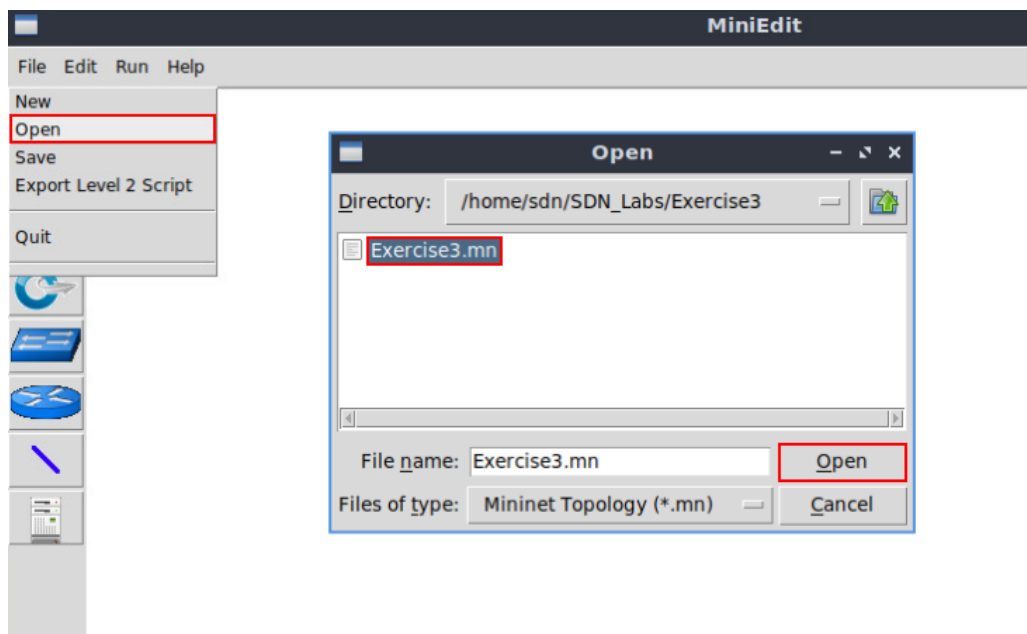 MiniEdit
File Edit Run Help
New
Open
Save
Export Level 2 Script
Quit
Open
Directory: /home/sdn/SDN_Labs/Exercise3
Exercise3.mn
File name: Exercise3.mn
Open
Files of type: Mininet Topology (*.mn)
Cancel